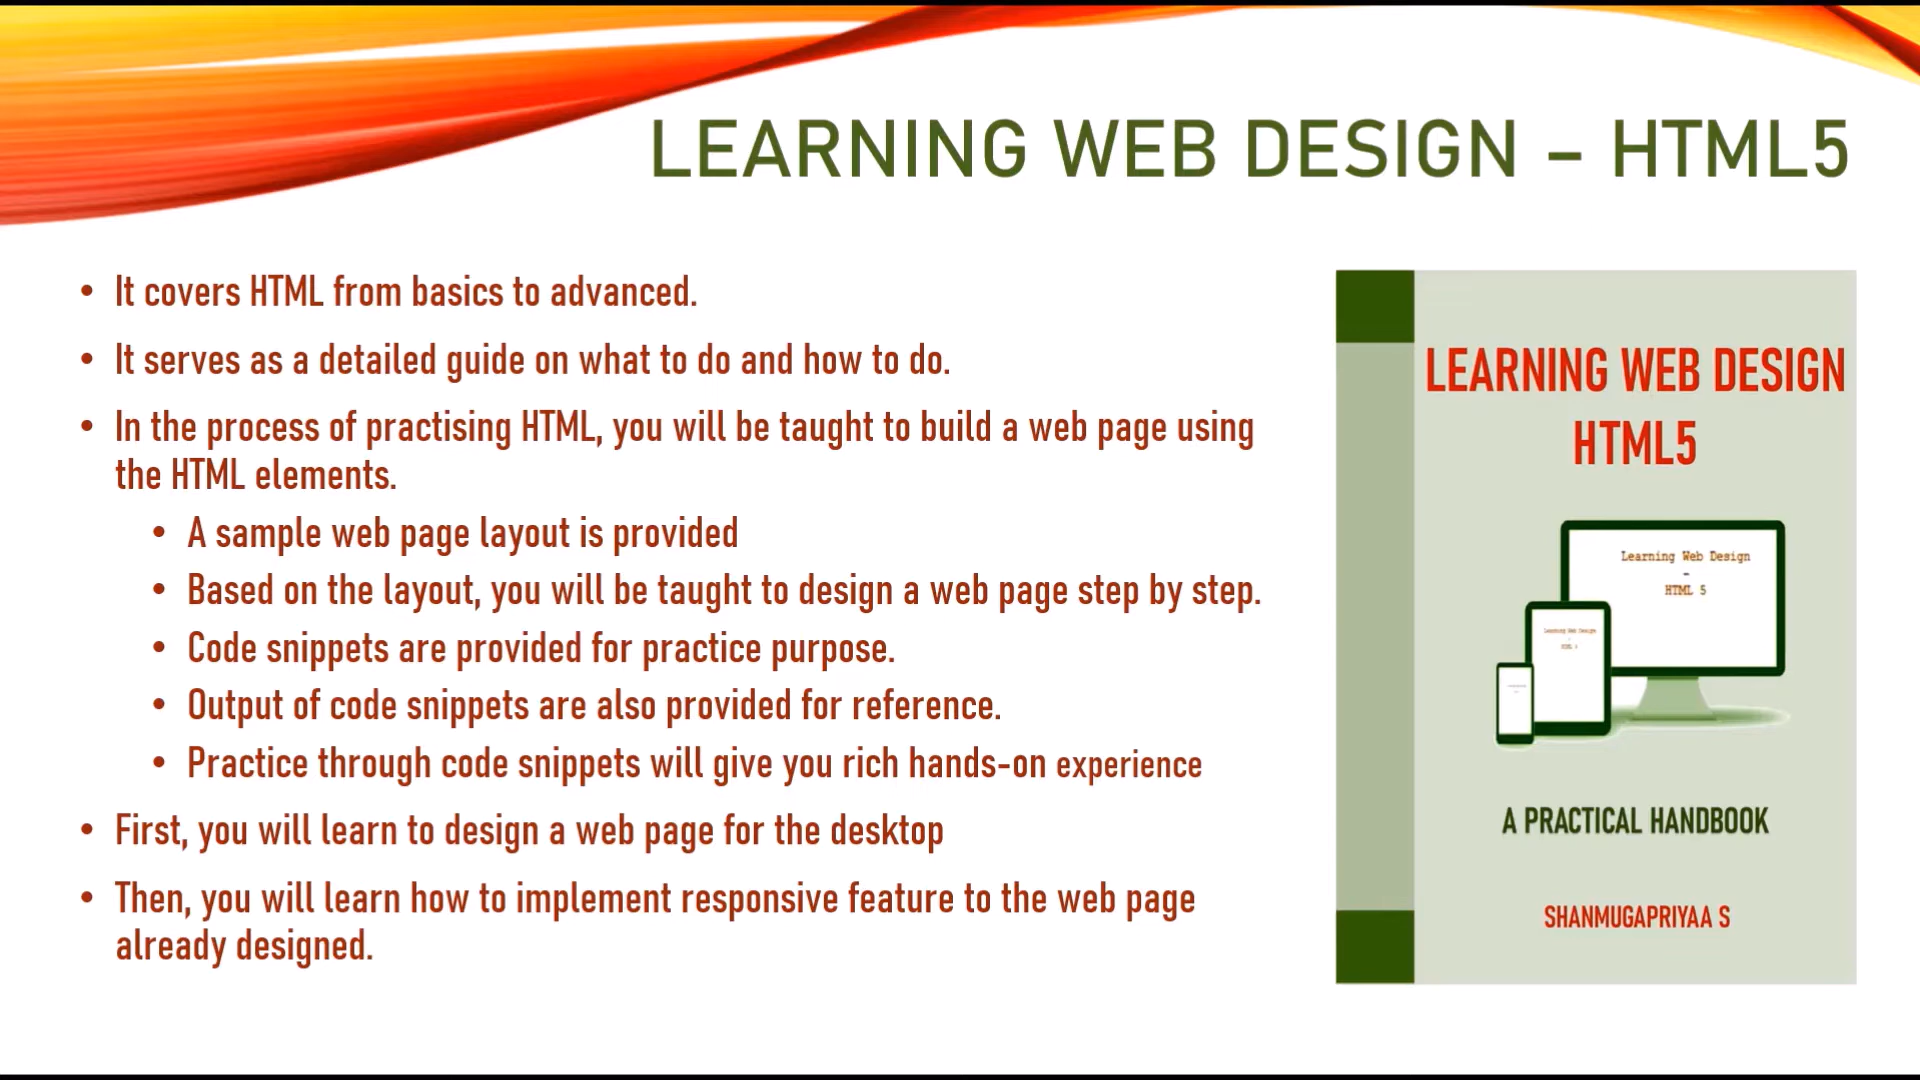 LEARNING WEB DESIGN – HTML5
• It covers HTML from basics to advanced.
• It serves as a detailed guide on what to do and how to do.
• In the process of practising HTML, you will be taught to build a web page using
the HTML elements.
• A sample web page layout is provided
• Based on the layout, you will be taught to design a web page step by step.
• Code snippets are provided for practice purpose.
• Output of code snippets are also provided for reference.
• Practice through code snippets will give you rich hands-on experience
• First, you will learn to design a web page for the desktop
• Then, you will learn how to implement responsive feature to the web page
already designed.
LEARNING WEB DESIGN
HTML5
Learning Web Design
–
HTML 5
Learning Web Design
HTML 5
A PRACTICAL HANDBOOK
SHANMUGAPRIYAA S